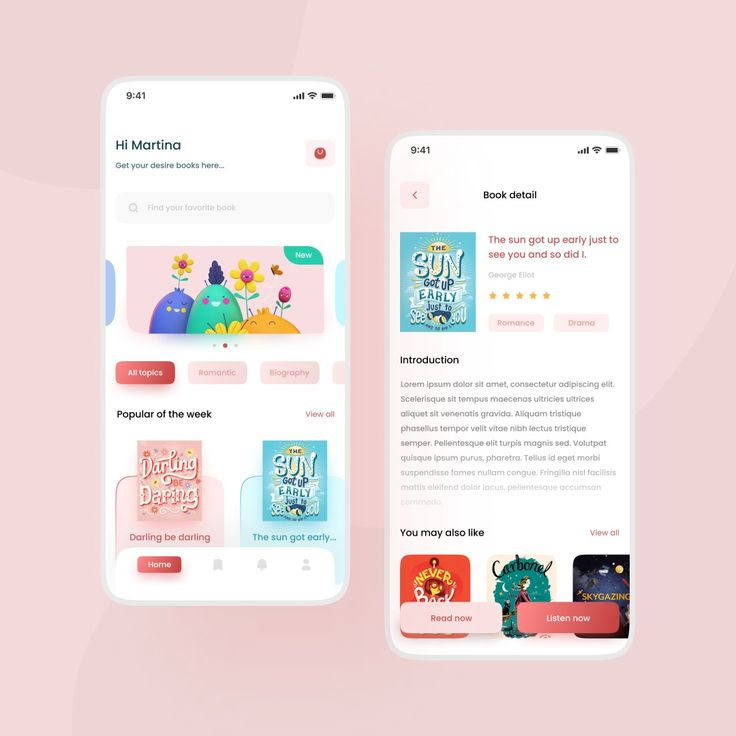 9:41
Hi Martina
Get your desire books here...
Find your favorite book
New
All topics
Romantic
Biography
Popular of the week
View all
Darling
BE
Daring
THE
SUN
GOT UP
EARLY
Just to
Darling be darling
The sun got early...
Home
9:41
Book detail
THE
SUN
GOT UP
EARLY
Just to
SEE YOU
AND SO DID I.
The sun got up early just to
see you and so did I.
George Ellot
Romance
Drama
Introduction
Lorem ipsum dolor sit amet, consectetur adipiscing elit.
Scelerisque sem tempus maecenas ultricies ultrices
aliquet sit venenatis gravida. Aliquam tristique
phasellus tempor velit vitae nibh lectus tristique
semper. Pellentesque elit turpis magnis sed. Volutpat
quisque ipsum purus, pharetra. Tellus id eget morbi
suspendisse fames nullam congue. Fringilla nisl facilisis
mattis eleifend dolor lacus, pellentesque accumsan
commodo.
You may also like
View all
NEVER
Carbonel
SKYGAZING
Read now
Listen now